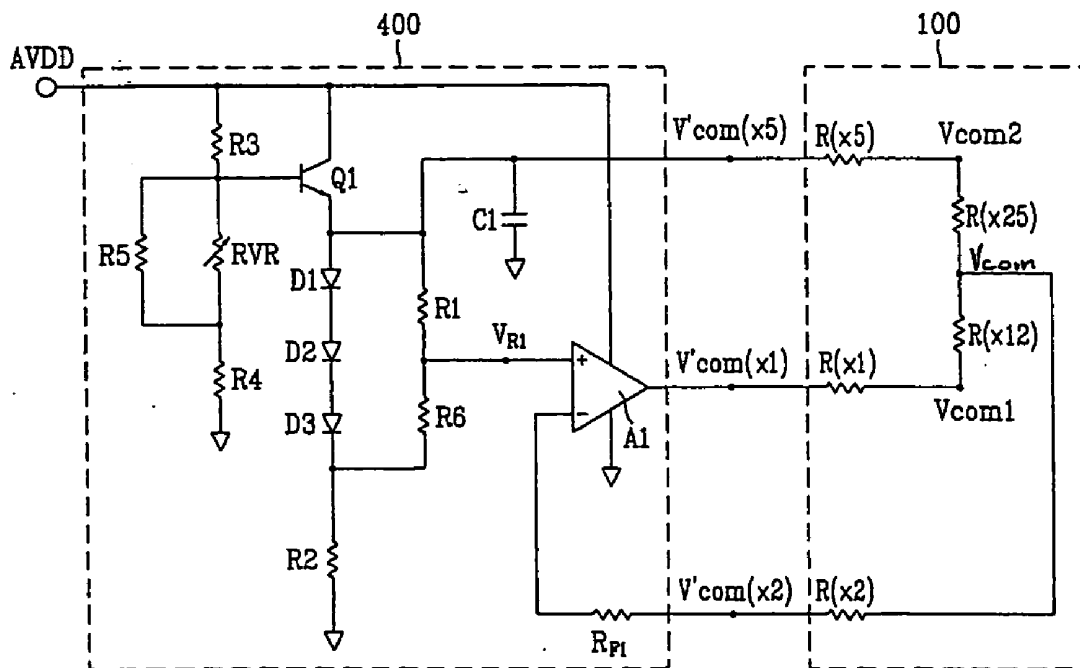 400
100
AVDD
R3
V'com(x5)
R(x5)
Vcom2
Q1
C1
R(x25)
R5
RVR
Vcom
D1
R1
VR1
R(x12)
D2
+
V'com(x1)
R(x1)
R4
−
Vcom1
D3
R6
A1
R2
V'com(x2)
R(x2)